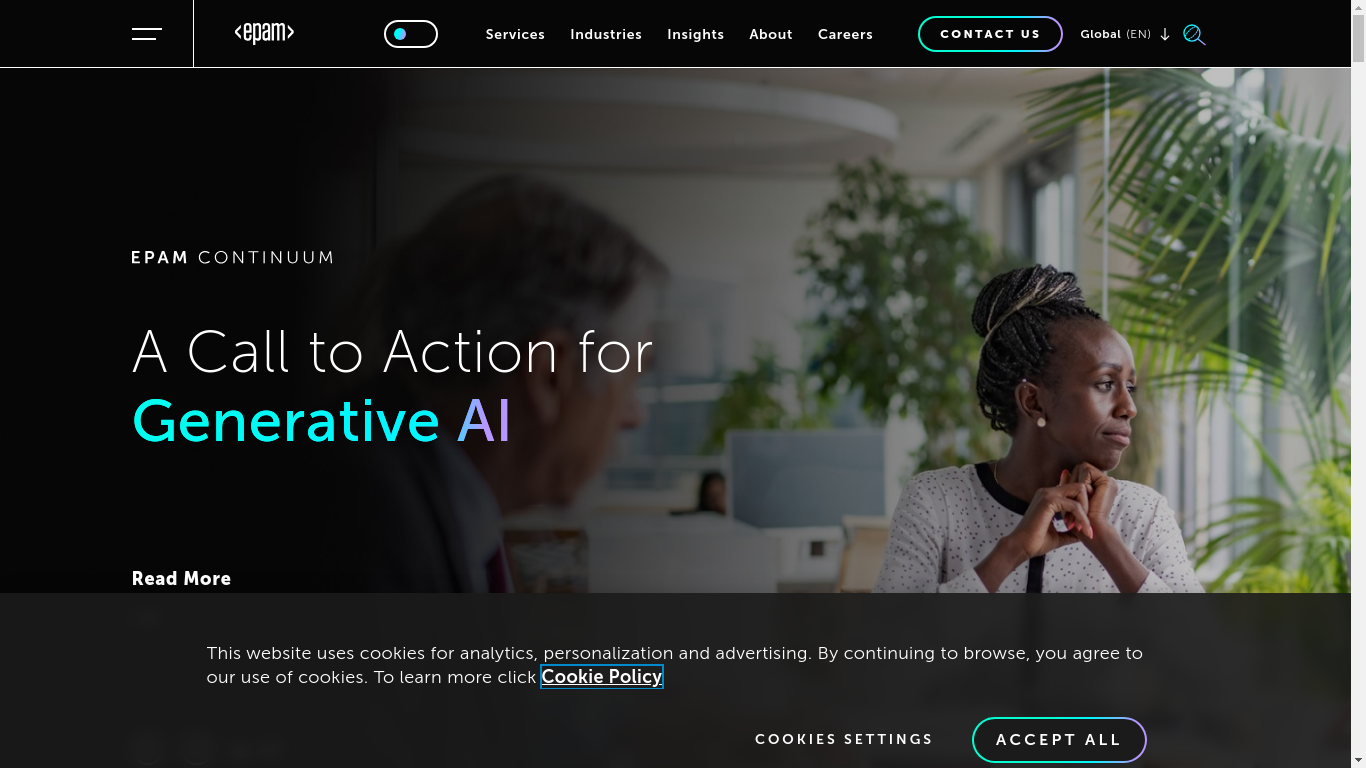 <epam>
Services
Industries
Insights
About
Careers
CONTACT US
Global (EN)
EPAM CONTINUUM
A Call to Action for
Generative AI
Read More
This website uses cookies for analytics, personalization and advertising. By continuing to browse, you agree to
our use of cookies. To learn more click Cookie Policy
COOKIES SETTINGS
ACCEPT ALL